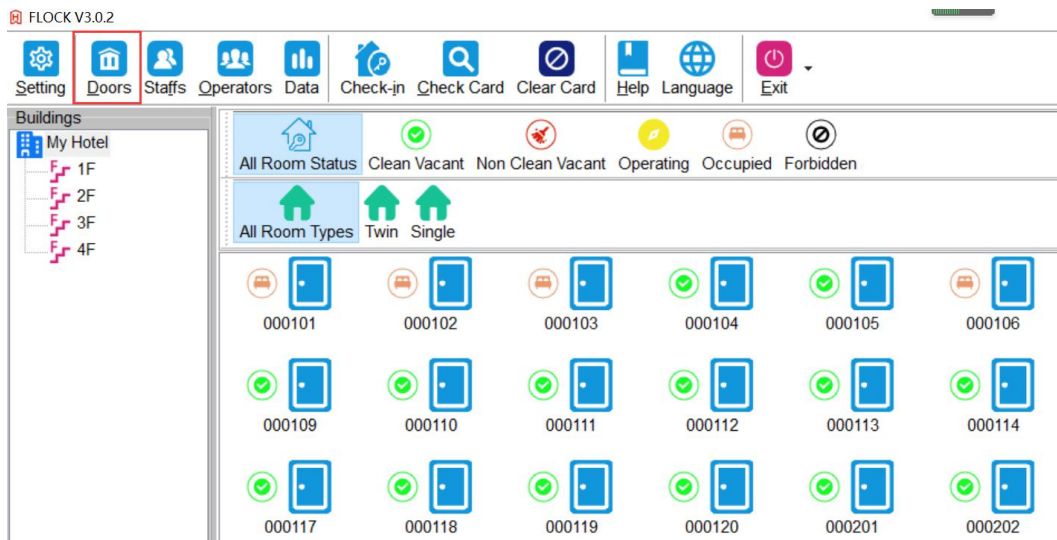 FLOCK V3.0.2
Setting Doors Staffs Operators Data Check-in Check Card Clear Card Help Language Exit
Buildings
My Hotel
1F
2F
3F
4F
All Room Status Clean Vacant Non Clean Vacant Operating Occupied Forbidden
All Room Types Twin Single
000101 000102 000103 000104 000105 000106
000109 000110 000111 000112 000113 000114
000117 000118 000119 000120 000201 000202